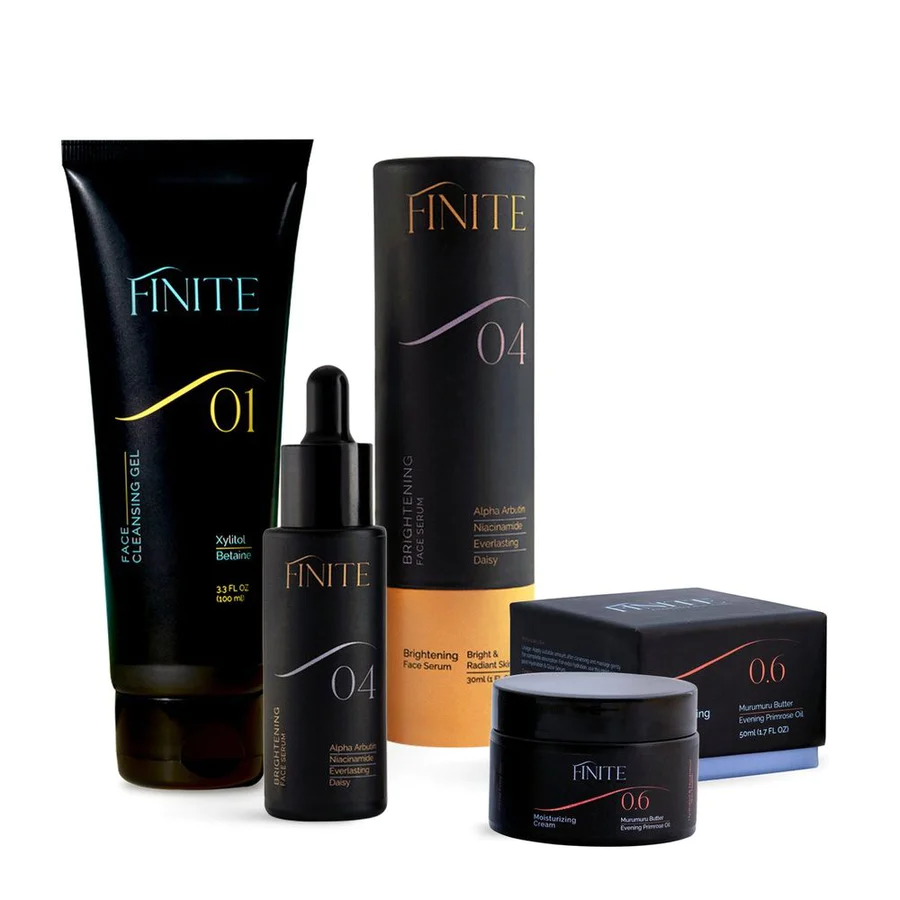 FINITE
01
FACE
CLEANSING GEL
Xylitol
Betaine
3.3 FL OZ
(100 ml)
FINITE
04
BRIGHTENING
FACE SERUM
Alpha Arbutin
Niacinamide
Everlasting
Daisy
Brightening
Face Serum
Bright &
Radiant Skin
30ml (1 FL
FINITE
04
BRIGHTENING
FACE SERUM
Alpha Arbutin
Niacinamide
Everlasting
Daisy
FINITE
0.6
Murumuru Butter
Evening Primrose Oil
50ml (1.7 FL OZ)
FINITE
0.6
Moisturizing
Cream
Murumuru Butter
Evening Primrose Oil